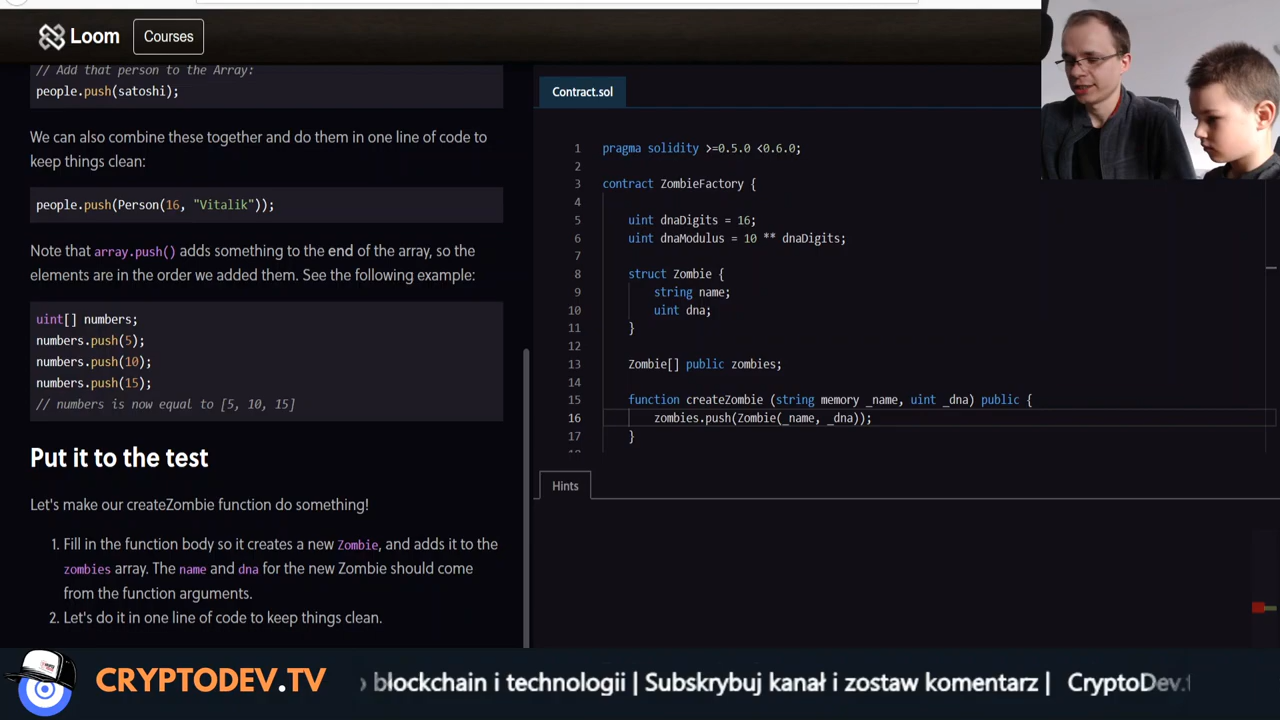 Loom
Courses
// Add that person to the Array:
people.push(satoshi);
We can also combine these together and do them in one line of code to
keep things clean:
people.push(Person(16, "Vitalik"));
Note that array.push() adds something to the end of the array, so the
elements are in the order we added them. See the following example:
uint[] numbers;
numbers.push(5);
numbers.push(10);
numbers.push(15);
// numbers is now equal to [5, 10, 15]
Put it to the test
Let's make our createZombie function do something!
1. Fill in the function body so it creates a new Zombie, and adds it to the
zombies array. The name and dna for the new Zombie should come
from the function arguments.
2. Let's do it in one line of code to keep things clean.
Contract.sol
1 pragma solidity >=0.5.0 <0.6.0;
2
3 contract ZombieFactory {
4
5 uint dnaDigits = 16;
6 uint dnaModulus = 10 ** dnaDigits;
7
8 struct Zombie {
9 string name;
10 uint dna;
11 }
12
13 Zombie[] public zombies;
14
15 function createZombie (string memory _name, uint _dna) public {
16 zombies.push(Zombie(_name, _dna));
17 }
Hints
CRYPTODEV.TV
blockchain i technologii | Subskrybuj kanał i zostaw komentarz | CryptoDev.